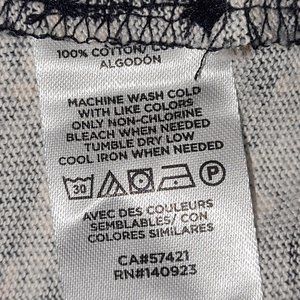 100% COTTON/
ALGODÓN
MACHINE WASH COLD
WITH LIKE COLORS
ONLY NON-CHLORINE
BLEACH WHEN NEEDED
TUMBLE DRY LOW
COOL IRON WHEN NEEDED
30 P
AVEC DES COULEURS
SEMBLABLES/ CON
COLORES SIMILARES
CA#57421
RN#140923